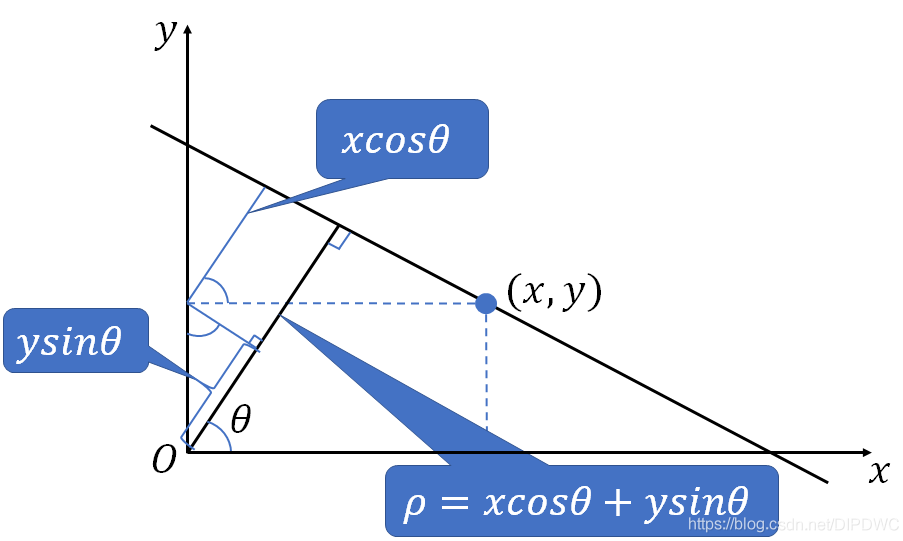 y
xcosθ
(x, y)
ysinθ
θ
O
x
ρ = xcosθ + ysinθ
https://blog.csdn.net/DIPDWC